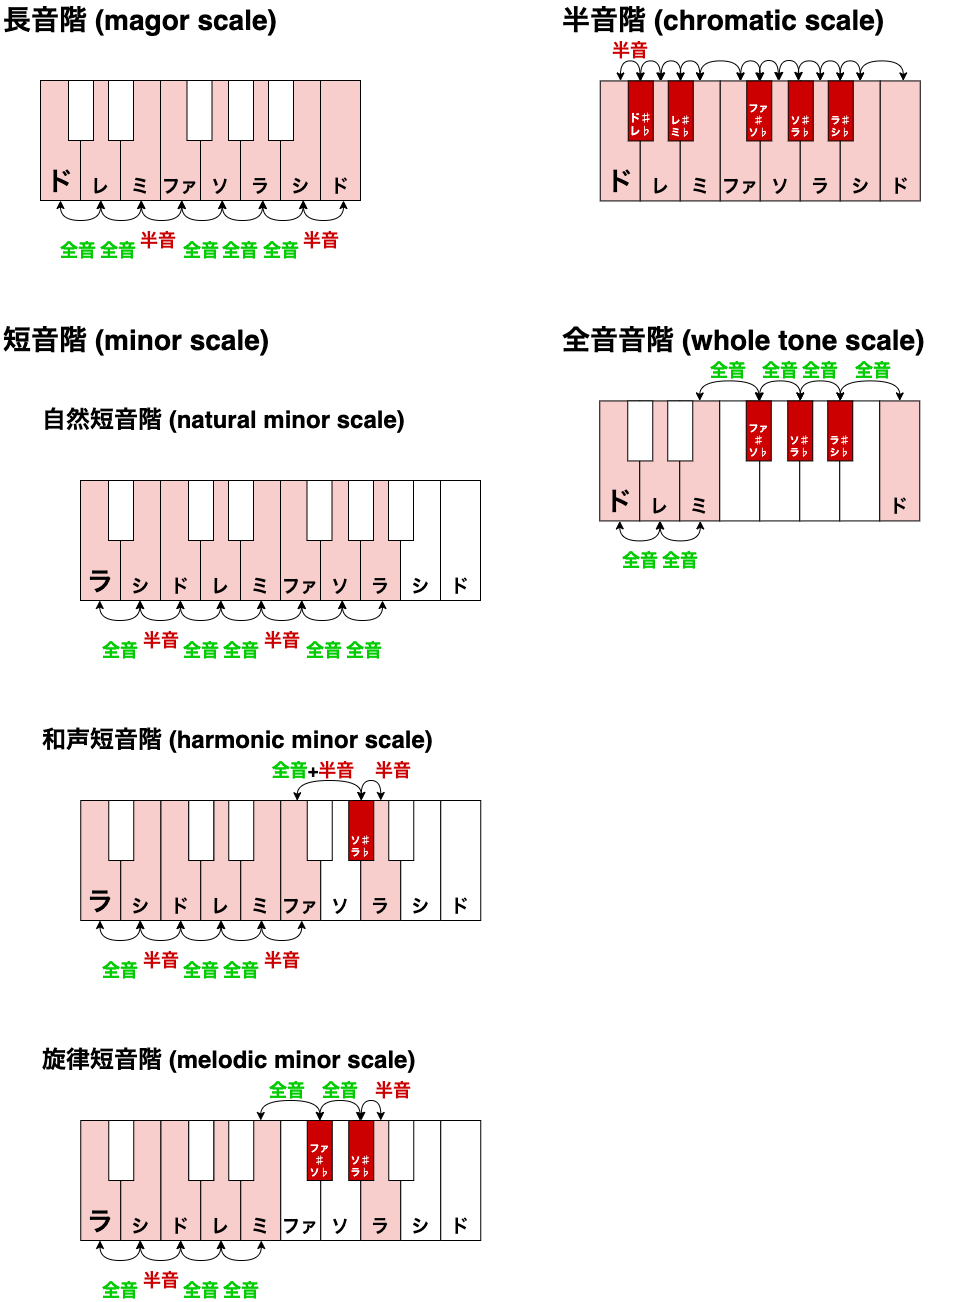 長音階 (magor scale)
ド レ ミ ファ ソ ラ シ ド
全音 全音 半音 全音 全音 全音 半音
半音階 (chromatic scale)
半音
ド♯ レ♯ ファ ソ♯ ラ♯
♯
レ♭ ミ♭ ソ♭ ラ♭ シ♭
ド レ ミ ファ ソ ラ シ ド
短音階 (minor scale)
自然短音階 (natural minor scale)
ラ シ ド レ ミ ファ ソ ラ シ ド
全音 半音 全音 全音 半音 全音 全音
和声短音階 (harmonic minor scale)
全音+半音 半音
ソ♯
ラ♭
ラ シ ド レ ミ ファ ソ ラ シ ド
全音 半音 全音 全音 半音
旋律短音階 (melodic minor scale)
全音 全音 半音
ファ ソ♯
♯
ソ♭ ラ♭
ラ シ ド レ ミ ファ ソ ラ シ ド
全音 半音 全音 全音
全音音階 (whole tone scale)
全音 全音 全音 全音
ファ ソ♯ ラ♯
♯
ソ♭ ラ♭ シ♭
ド レ ミ ド
全音 全音